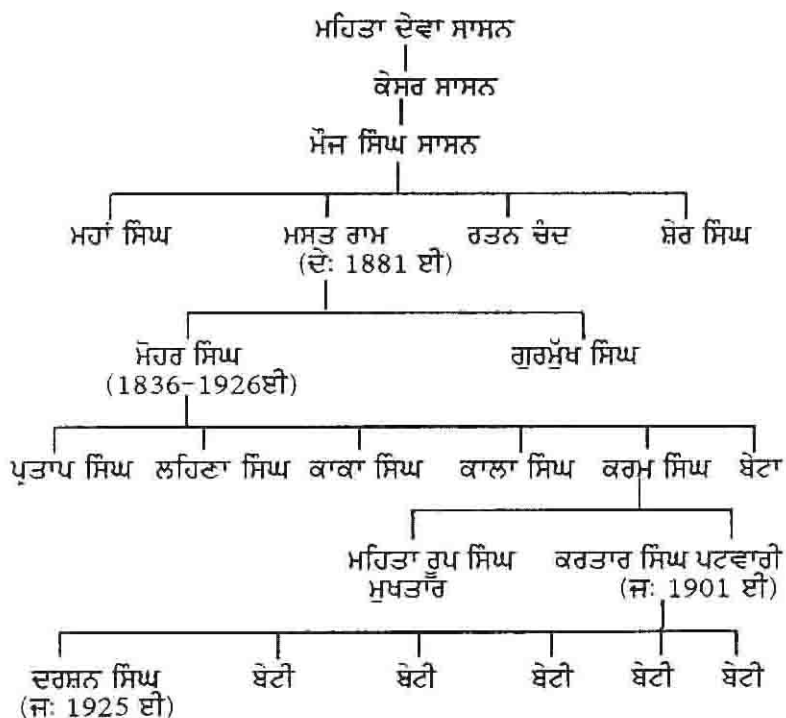 ਮਹਿਤਾ ਦੇਵਾ ਸਾਸਨ
ਕੇਸਰ ਸਾਸਨ
ਮੌਜ ਸਿੰਘ ਸਾਸਨ
ਮਹਾਂ ਸਿੰਘ ਮਸਤ ਰਾਮ ਰਤਨ ਚੰਦ ਸ਼ੇਰ ਸਿੰਘ
(ਦੇ: 1881 ਈ)
ਮੋਹਰ ਸਿੰਘ ਗੁਰਮੁੱਖ ਸਿੰਘ
(1836-1926ਈ)
ਪ੍ਰਤਾਪ ਸਿੰਘ ਲਹਿਣਾ ਸਿੰਘ ਕਾਕਾ ਸਿੰਘ ਕਾਲਾ ਸਿੰਘ ਕਰਮ ਸਿੰਘ ਬੇਟਾ
ਮਹਿਤਾ ਰੂਪ ਸਿੰਘ ਕਰਤਾਰ ਸਿੰਘ ਪਟਵਾਰੀ
ਮੁਖਤਾਰ (ਜ: 1901 ਈ)
ਦਰਸ਼ਨ ਸਿੰਘ ਬੇਟੀ ਬੇਟੀ ਬੇਟੀ ਬੇਟੀ ਬੇਟੀ
(ਜ: 1925 ਈ)